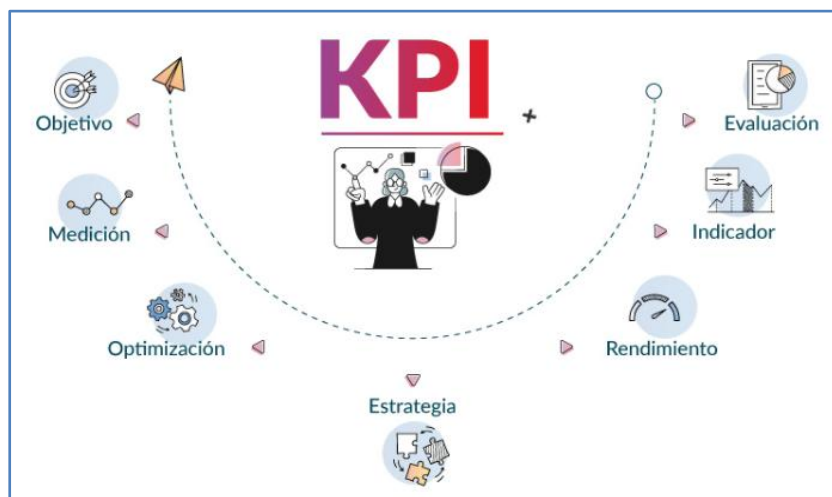 KPI
Objetivo
Evaluación
Medición
Indicador
Optimización
Rendimiento
Estrategia